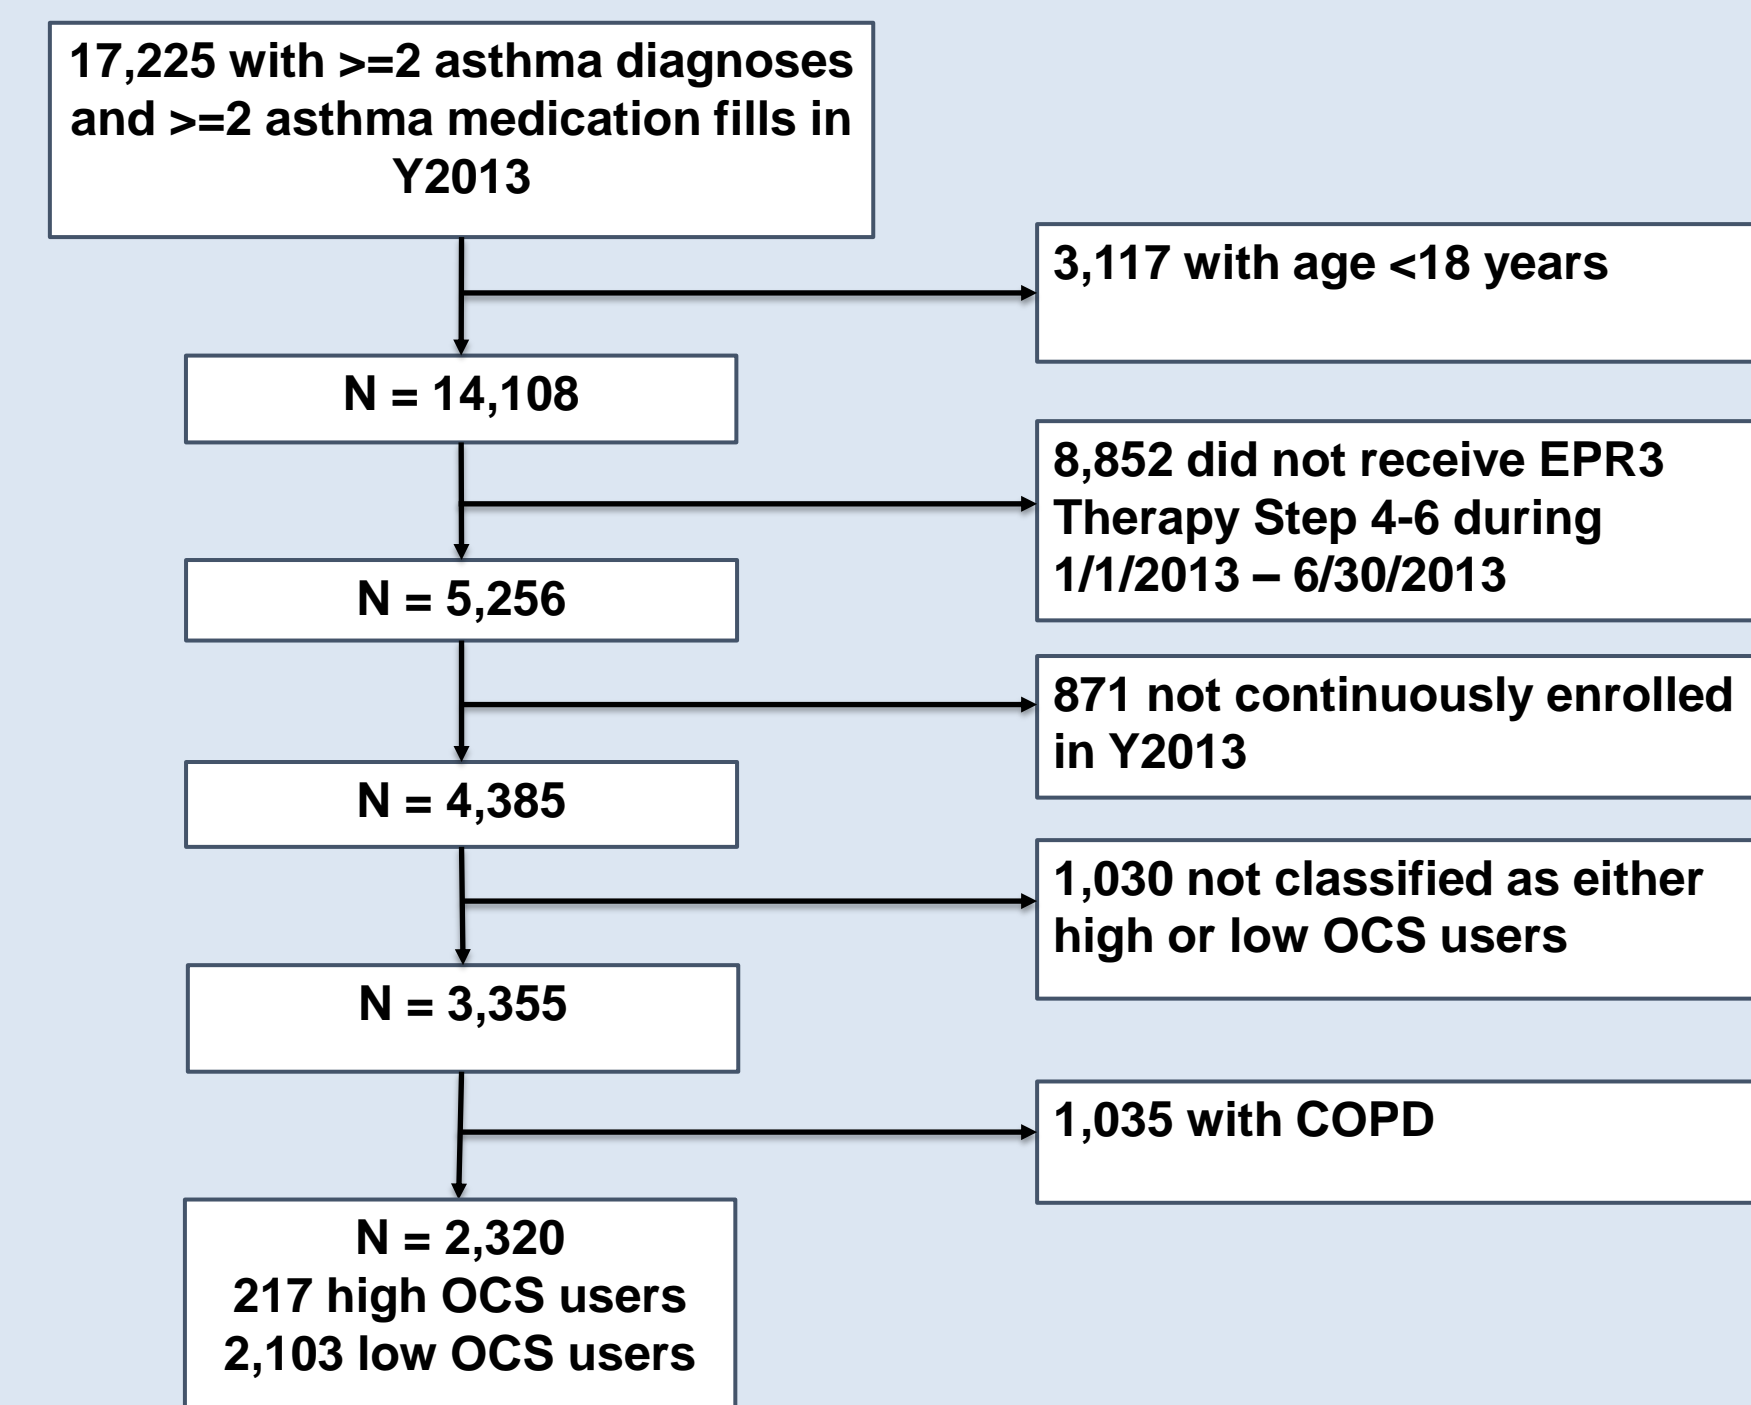 17,225 with >=2 asthma diagnoses
and >=2 asthma medication fills in
Y2013
3,117 with age <18 years
N = 14,108
8,852 did not receive EPR3
Therapy Step 4-6 during
1/1/2013 – 6/30/2013
N = 5,256
871 not continuously enrolled
in Y2013
N = 4,385
1,030 not classified as either
high or low OCS users
N = 3,355
1,035 with COPD
N = 2,320
217 high OCS users
2,103 low OCS users